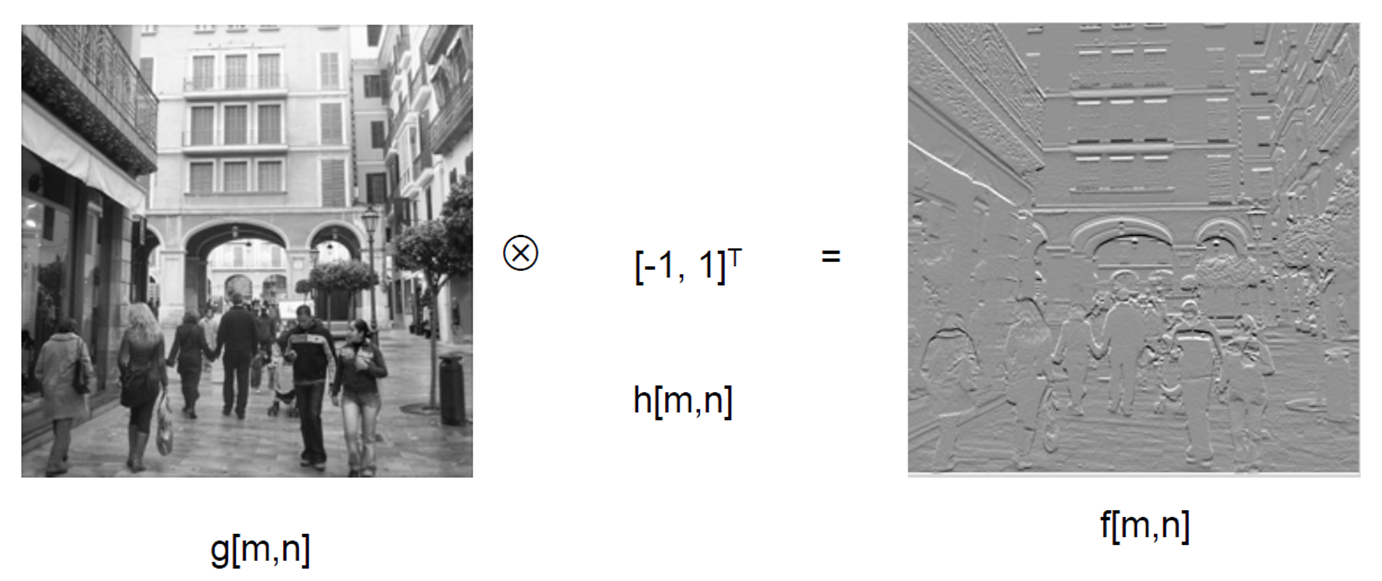 ⊗ [-1, 1]ᵀ =
h[m,n]
g[m,n]
f[m,n]